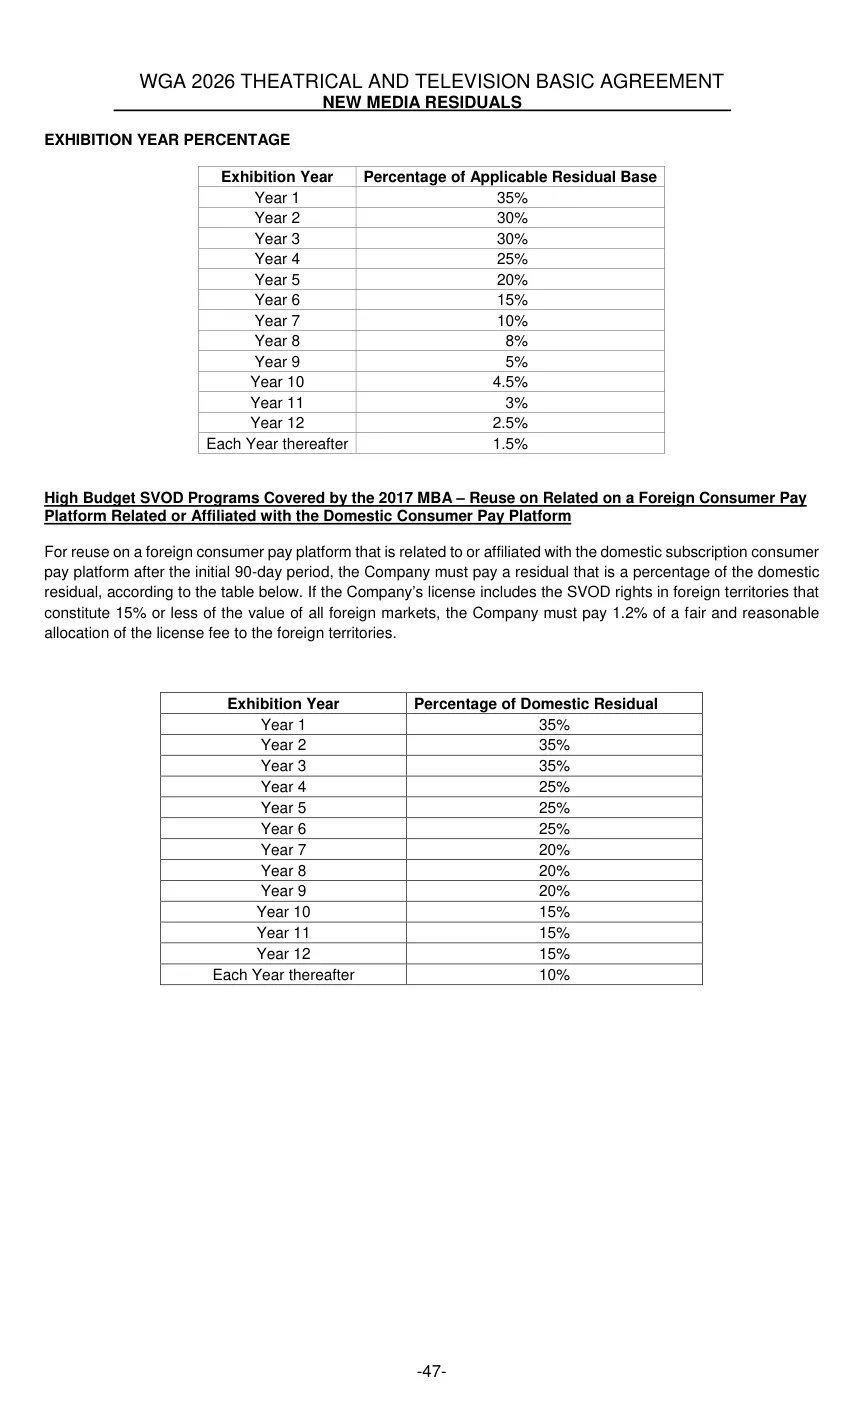 WGA 2026 THEATRICAL AND TELEVISION BASIC AGREEMENT
NEW MEDIA RESIDUALS
EXHIBITION YEAR PERCENTAGE
Exhibition Year Percentage of Applicable Residual Base
Year 1 35%
Year 2 30%
Year 3 30%
Year 4 25%
Year 5 20%
Year 6 15%
Year 7 10%
Year 8 8%
Year 9 5%
Year 10 4.5%
Year 11 3%
Year 12 2.5%
Each Year thereafter 1.5%
High Budget SVOD Programs Covered by the 2017 MBA – Reuse on Related on a Foreign Consumer Pay
Platform Related or Affiliated with the Domestic Consumer Pay Platform
For reuse on a foreign consumer pay platform that is related to or affiliated with the domestic subscription consumer
pay platform after the initial 90-day period, the Company must pay a residual that is a percentage of the domestic
residual, according to the table below. If the Company’s license includes the SVOD rights in foreign territories that
constitute 15% or less of the value of all foreign markets, the Company must pay 1.2% of a fair and reasonable
allocation of the license fee to the foreign territories.
Exhibition Year Percentage of Domestic Residual
Year 1 35%
Year 2 35%
Year 3 35%
Year 4 25%
Year 5 25%
Year 6 25%
Year 7 20%
Year 8 20%
Year 9 20%
Year 10 15%
Year 11 15%
Year 12 15%
Each Year thereafter 10%
-47-